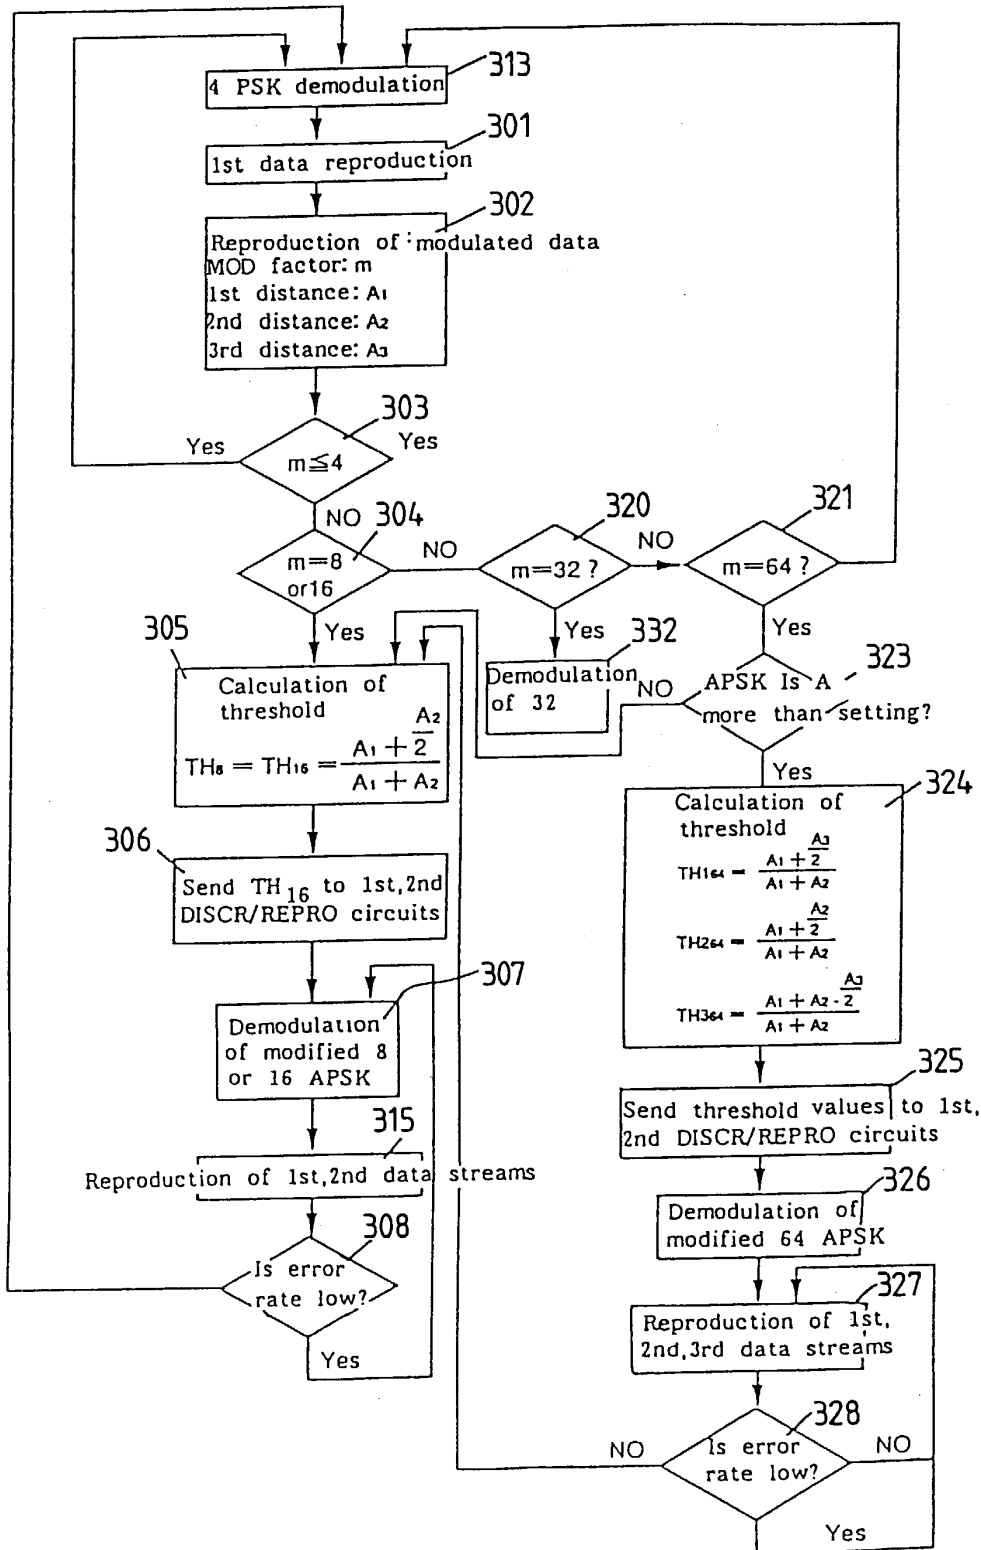 313
4 PSK demodulation
301
1st data reproduction
302
Reproduction of : modulated data
MOD factor: m
1st distance: A1
2nd distance: A2
3rd distance: A3
303
Yes
Yes
m≦4
NO
304
NO
320
NO
321
m=8
or16
m=32 ?
m=64 ?
Yes
Yes
Yes
305
332
323
Calculation of
threshold
TH8 = TH16 = (A1 + A2/2) / (A1 + A2)
Demodulation
of 32
NO
APSK Is A
more than setting?
Yes
324
Calculation of
threshold
TH164 = (A1 + A3/2) / (A1 + A2)
TH264 = (A1 + A2/2) / (A1 + A2)
TH364 = (A1 + A2 - A3/2) / (A1 + A2)
306
Send TH16 to 1st,2nd
DISCR/REPRO circuits
307
Demodulation
of modified 8
or 16 APSK
315
Reproduction of 1st,2nd data streams
308
Is error
rate low?
Yes
325
Send threshold values to 1st,
2nd DISCR/REPRO circuits
326
Demodulation of
modified 64 APSK
327
Reproduction of 1st,
2nd,3rd data streams
328
NO
Is error
rate low?
NO
Yes